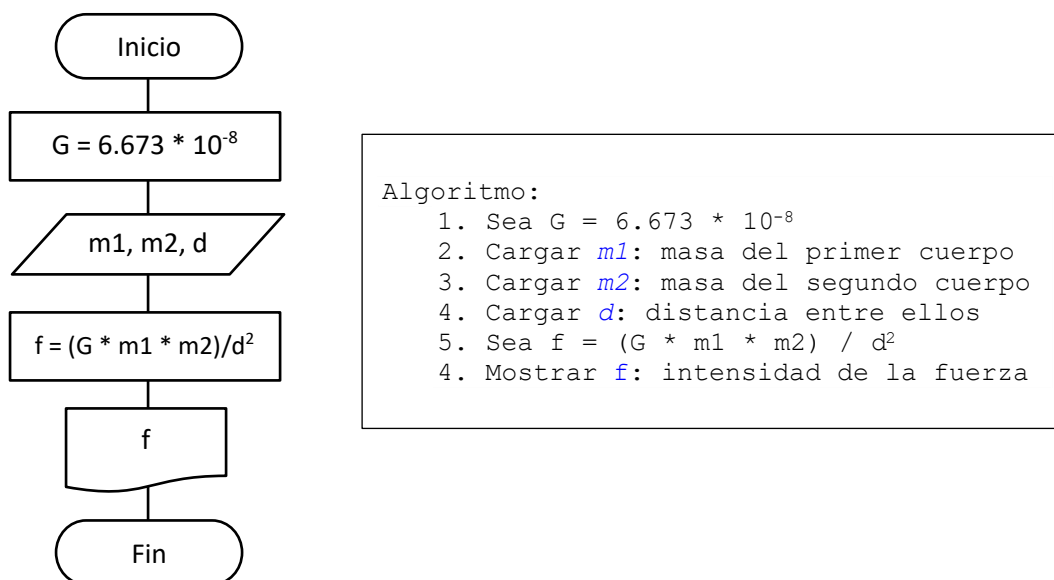 Inicio
G = 6.673 * 10⁻⁸
m1, m2, d
f = (G * m1 * m2)/d²
f
Fin
Algoritmo:
1. Sea G = 6.673 * 10⁻⁸
2. Cargar m1: masa del primer cuerpo
3. Cargar m2: masa del segundo cuerpo
4. Cargar d: distancia entre ellos
5. Sea f = (G * m1 * m2) / d²
4. Mostrar f: intensidad de la fuerza